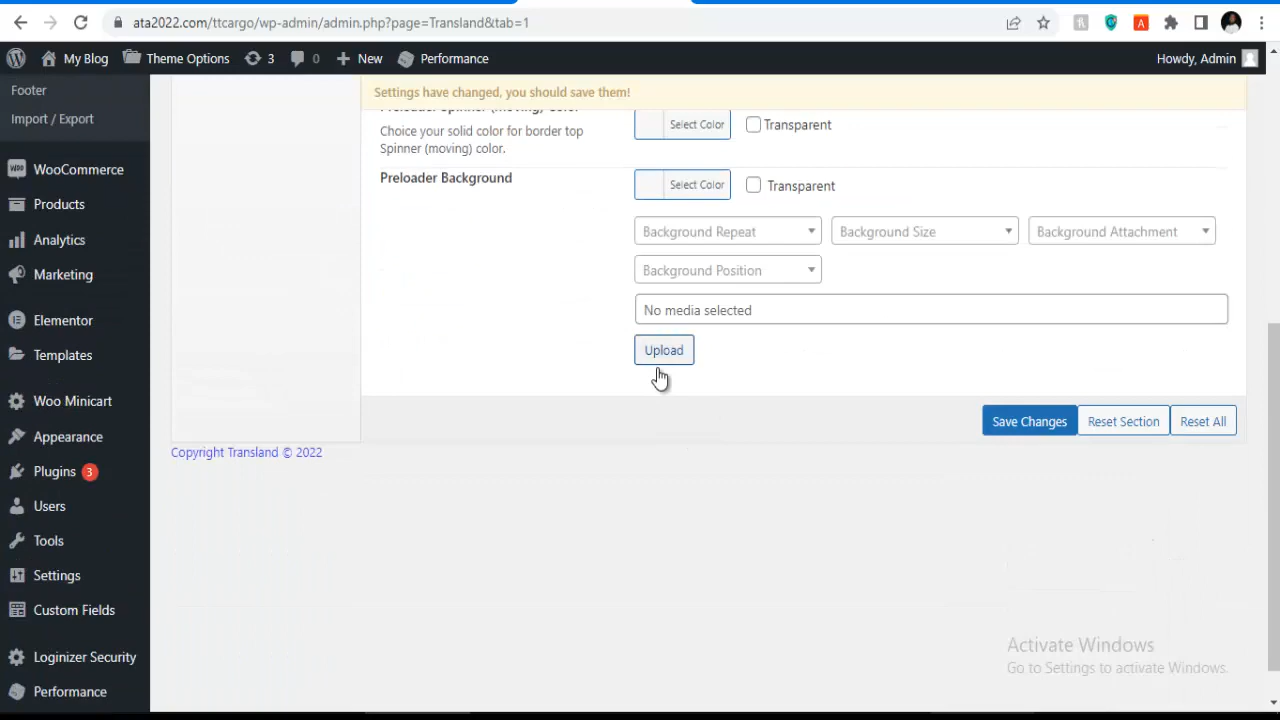 ata2022.com/ttcargo/wp-admin/admin.php?page=Transland&tab=1
My Blog
Theme Options
3
0
New
Performance
Howdy, Admin
Footer
Import / Export
WooCommerce
Products
Analytics
Marketing
Elementor
Templates
Woo Minicart
Appearance
Plugins 3
Users
Tools
Settings
Custom Fields
Loginizer Security
Performance
Settings have changed, you should save them!
Preloader Spinner (moving) Color
Choice your solid color for border top
Spinner (moving) color.
Select Color
Transparent
Preloader Background
Select Color
Transparent
Background Repeat
Background Size
Background Attachment
Background Position
No media selected
Upload
Save Changes
Reset Section
Reset All
Copyright Transland © 2022
Activate Windows
Go to Settings to activate Windows.